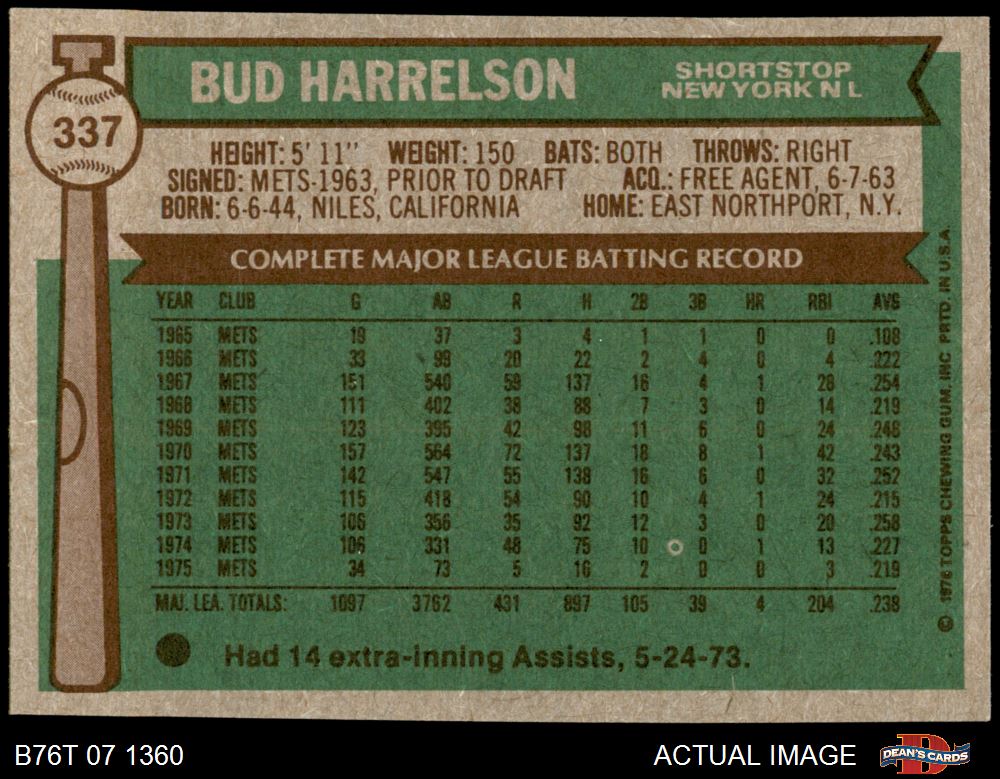 BUD HARRELSON
SHORTSTOP
NEW YORK N L
337
HEIGHT: 5' 11" WEIGHT: 150 BATS: BOTH THROWS: RIGHT
SIGNED: METS-1963, PRIOR TO DRAFT ACQ.: FREE AGENT, 6-7-63
BORN: 6-6-44, NILES, CALIFORNIA HOME: EAST NORTHPORT, N.Y.
COMPLETE MAJOR LEAGUE BATTING RECORD
YEAR CLUB G AB R H 2B 3B HR RBI AVG
1965 METS 19 37 3 4 1 1 0 0 .108
1966 METS 33 99 20 22 2 4 0 4 .222
1967 METS 151 540 59 137 16 4 1 28 .254
1968 METS 111 402 38 88 7 3 0 14 .219
1969 METS 123 395 42 98 11 6 0 24 .248
1970 METS 157 564 72 137 18 8 1 42 .243
1971 METS 142 547 55 138 16 6 0 32 .252
1972 METS 115 418 54 90 10 4 1 24 .215
1973 METS 106 356 35 92 12 3 0 20 .258
1974 METS 106 331 48 75 10 0 1 13 .227
1975 METS 34 73 5 16 2 0 0 3 .219
MAJ. LEA. TOTALS: 1097 3762 431 897 105 39 4 204 .238
Had 14 extra-inning Assists, 5-24-73.
© 1976 TOPPS CHEWING GUM, INC PRTD. IN U.S.A.
B76T 07 1360
ACTUAL IMAGE
DEAN'S CARDS